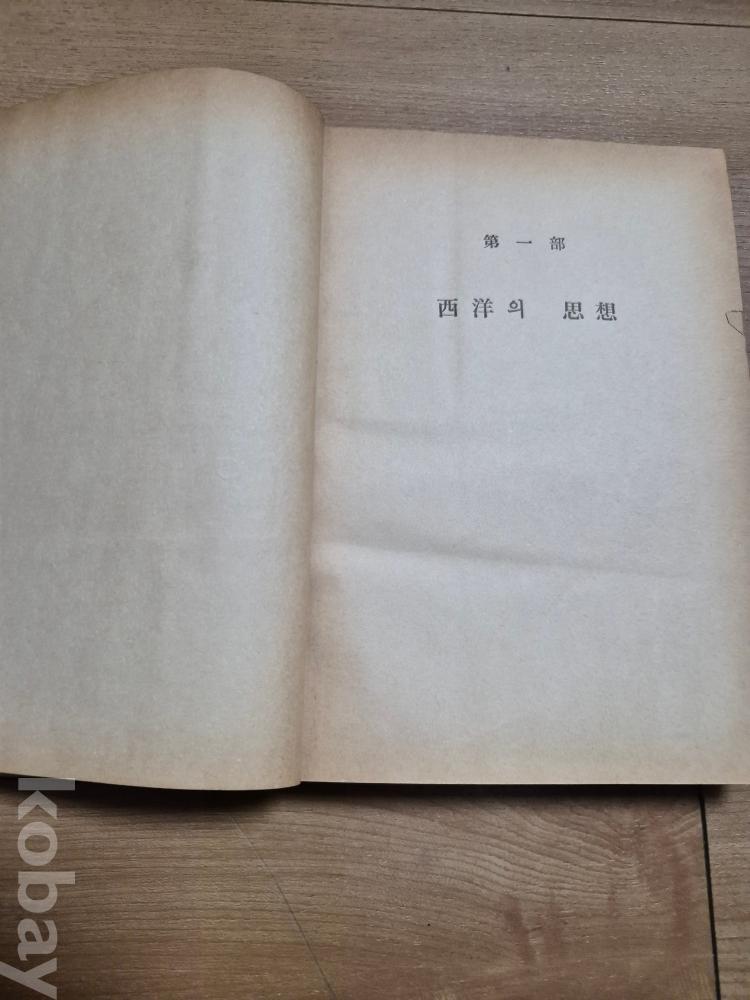 第一部
西洋의 思想
kobay